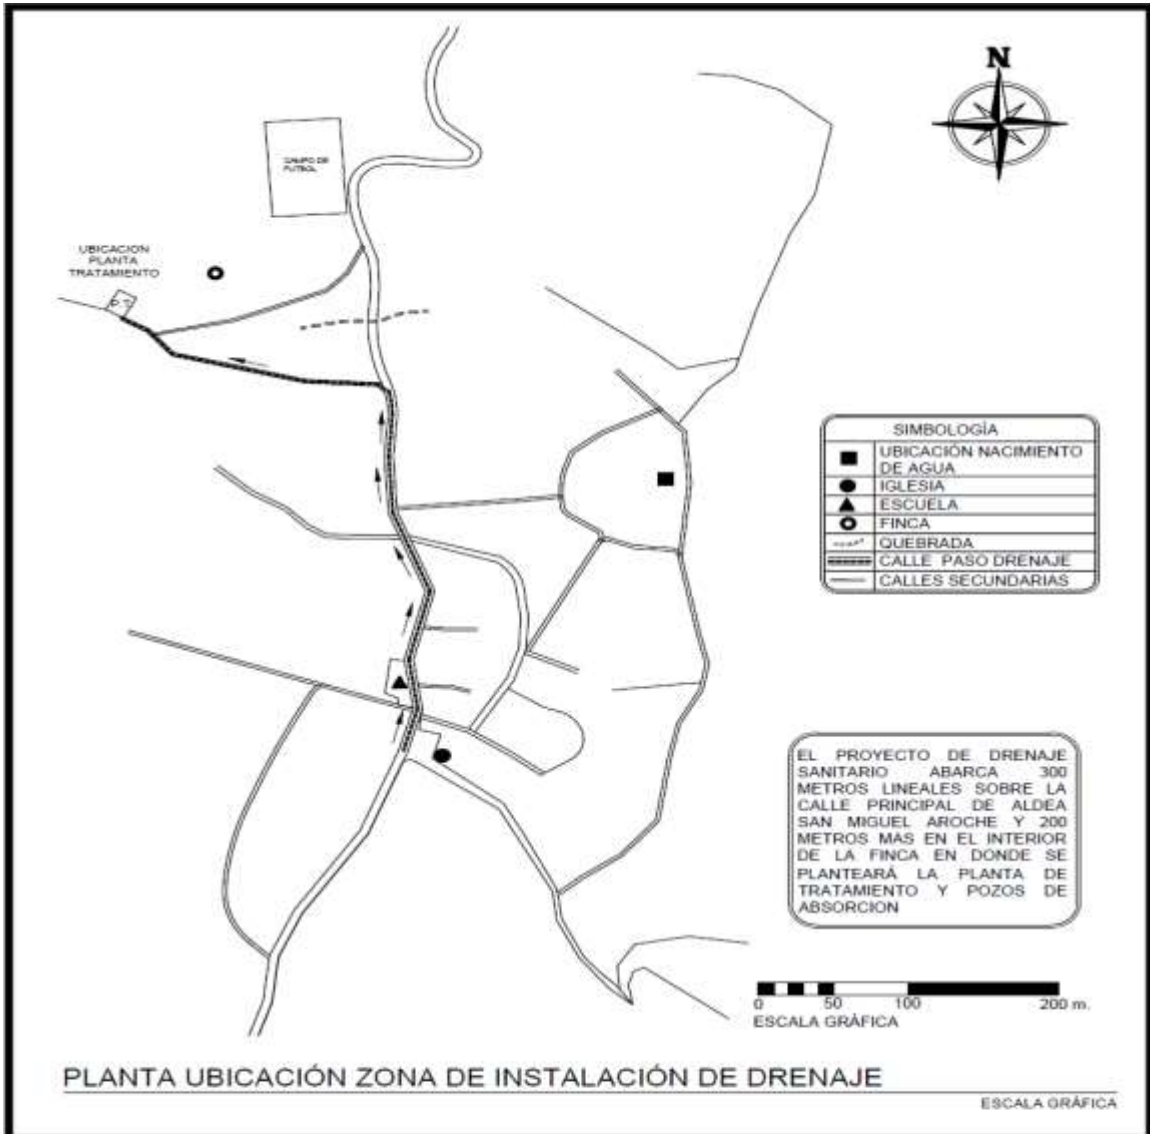 N
CAMPO DE
FUTBOL
UBICACION
PLANTA
TRATAMIENTO
P.T.
SIMBOLOGÍA
UBICACIÓN NACIMIENTO
DE AGUA
IGLESIA
ESCUELA
FINCA
QUEBRADA
CALLE PASO DRENAJE
CALLES SECUNDARIAS
EL PROYECTO DE DRENAJE
SANITARIO ABARCA 300
METROS LINEALES SOBRE LA
CALLE PRINCIPAL DE ALDEA
SAN MIGUEL AROCHE Y 200
METROS MAS EN EL INTERIOR
DE LA FINCA EN DONDE SE
PLANTEARÁ LA PLANTA DE
TRATAMIENTO Y POZOS DE
ABSORCION
0 50 100 200 m.
ESCALA GRÁFICA
PLANTA UBICACIÓN ZONA DE INSTALACIÓN DE DRENAJE
ESCALA GRÁFICA